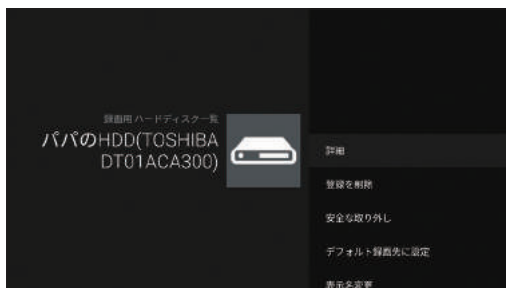 録画用 ハードディスク一覧
パパのHDD(TOSHIBA
DT01ACA300)
詳細
登録を削除
安全な取り外し
デフォルト録画先に設定
表示名変更